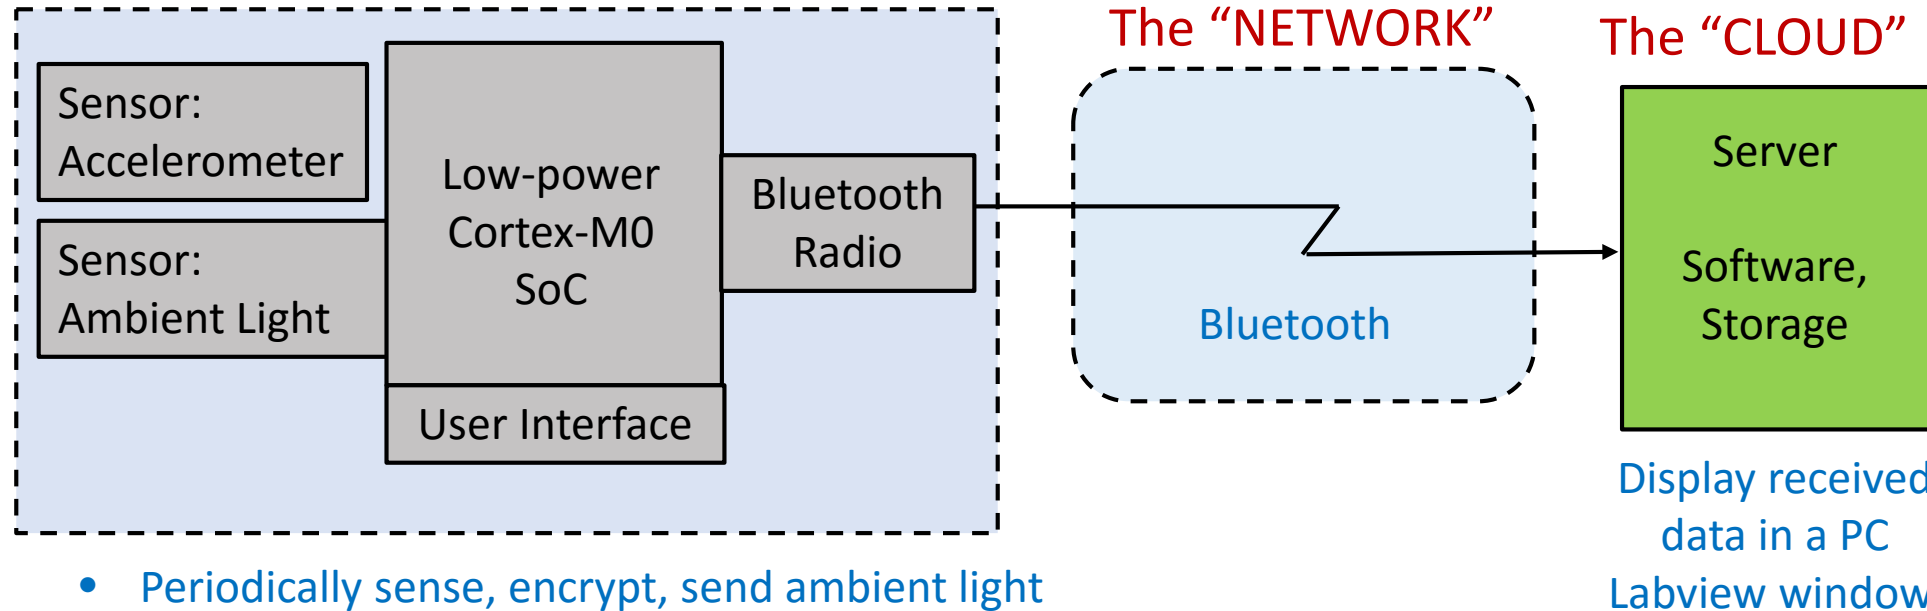 Sensor:
Accelerometer
Sensor:
Ambient Light
Low-power
Cortex-M0
SoC
User Interface
Bluetooth
Radio
• Periodically sense, encrypt, send ambient light
The “NETWORK”
Bluetooth
The “CLOUD”
Server
Software,
Storage
Display received
data in a PC
Labview window